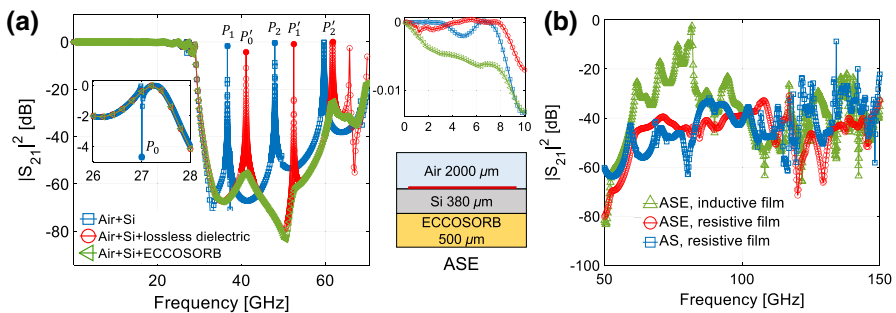 (a)
P₁ P₀′ P₂ P₁′ P₂′
|S₂₁|² [dB]
0
-20
-40
-60
-80
20 40 60
Frequency [GHz]
0
-2
-4
26 27 28
P₀
Air+Si
Air+Si+lossless dielectric
Air+Si+ECCOSORB
0
-0.01
0 2 4 6 8 10
Air 2000 μm
Si 380 μm
ECCOSORB
500 μm
ASE
(b)
|S₂₁|² [dB]
0
-20
-40
-60
-80
-100
50 100 150
Frequency [GHz]
ASE, inductive film
ASE, resistive film
AS, resistive film